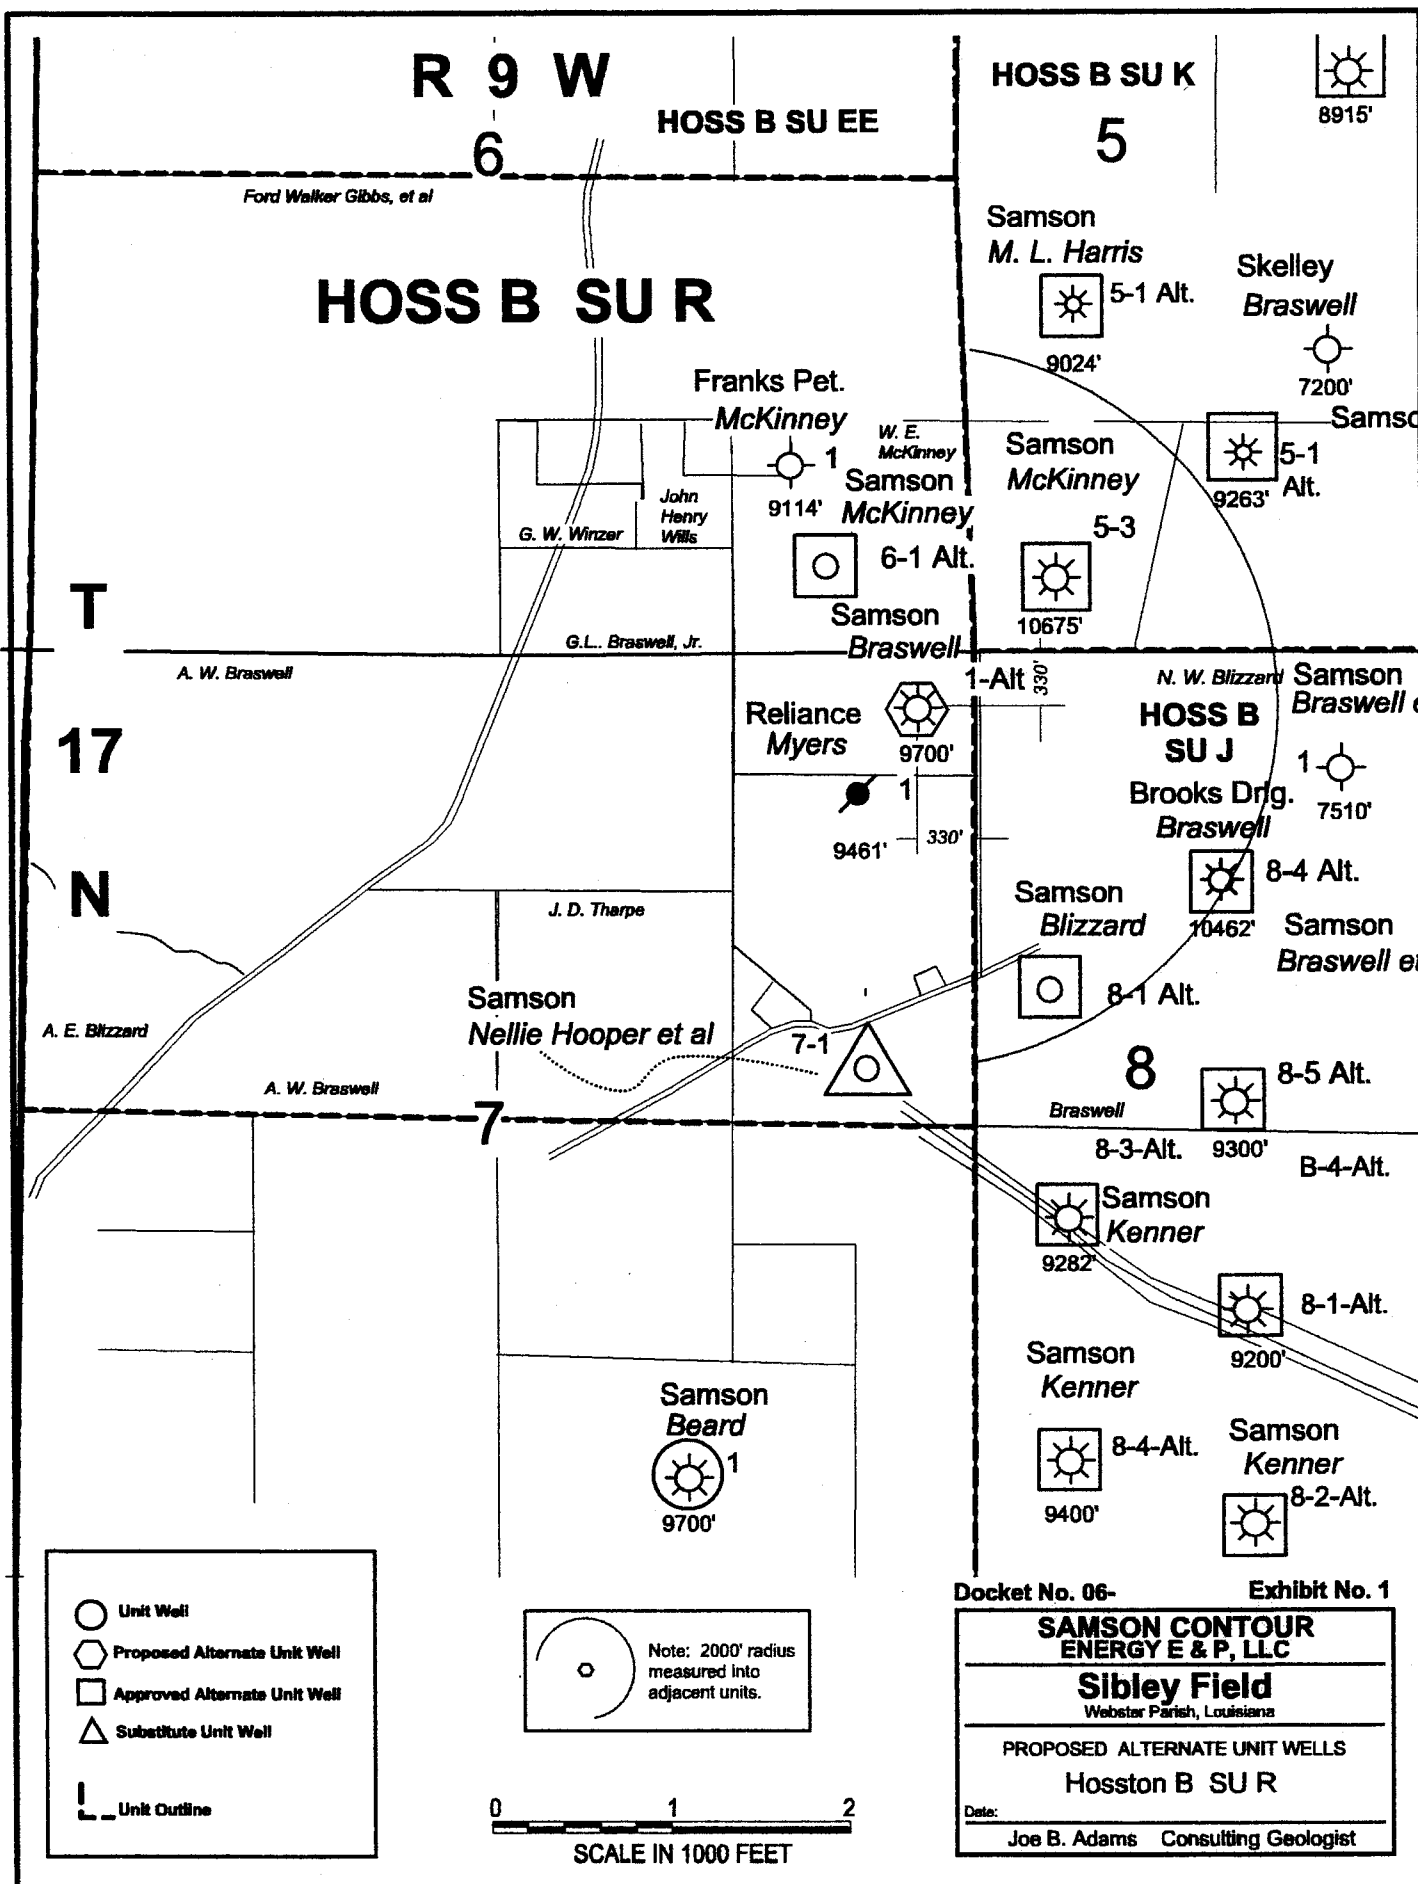 R 9 W
HOSS B SU EE
6
HOSS B SU K
5
8915'
Ford Walker Gibbs, et al
HOSS B SU R
Samson
M. L. Harris
5-1 Alt.
9024'
Skelley
Braswell
7200'
Franks Pet.
McKinney
1
9114'
W. E.
McKinney
Samson
McKinney
6-1 Alt.
Samson
McKinney
5-3
10675'
Samso
5-1
Alt.
9263'
John
Henry
Wills
G. W. Winzer
G.L.. Braswell, Jr.
T
17
N
A. W. Braswell
Samson
Braswell
1-Alt
330'
9700'
Reliance
Myers
1
9461'
330'
N. W. Blizzard
HOSS B
SU J
Samson
Braswell e
1
7510'
Brooks Drlg.
Braswell
8-4 Alt.
10462'
Samson
Braswell et
J. D. Tharpe
Samson
Blizzard
8-1 Alt.
A. E. Blizzard
Samson
Nellie Hooper et al
7-1
A. W. Braswell
7
8
8-5 Alt.
9300'
Braswell
8-3-Alt.
B-4-Alt.
Samson
Kenner
9282'
8-1-Alt.
9200'
Samson
Kenner
8-4-Alt.
9400'
Samson
Kenner
8-2-Alt.
Samson
Beard
1
9700'
Unit Well
Proposed Alternate Unit Well
Approved Alternate Unit Well
Substitute Unit Well
Unit Outline
Note: 2000' radius
measured into
adjacent units.
0 1 2
SCALE IN 1000 FEET
Docket No. 06- Exhibit No. 1
SAMSON CONTOUR
ENERGY E & P, LLC
Sibley Field
Webster Parish, Louisiana
PROPOSED ALTERNATE UNIT WELLS
Hosston B SU R
Date:
Joe B. Adams Consulting Geologist